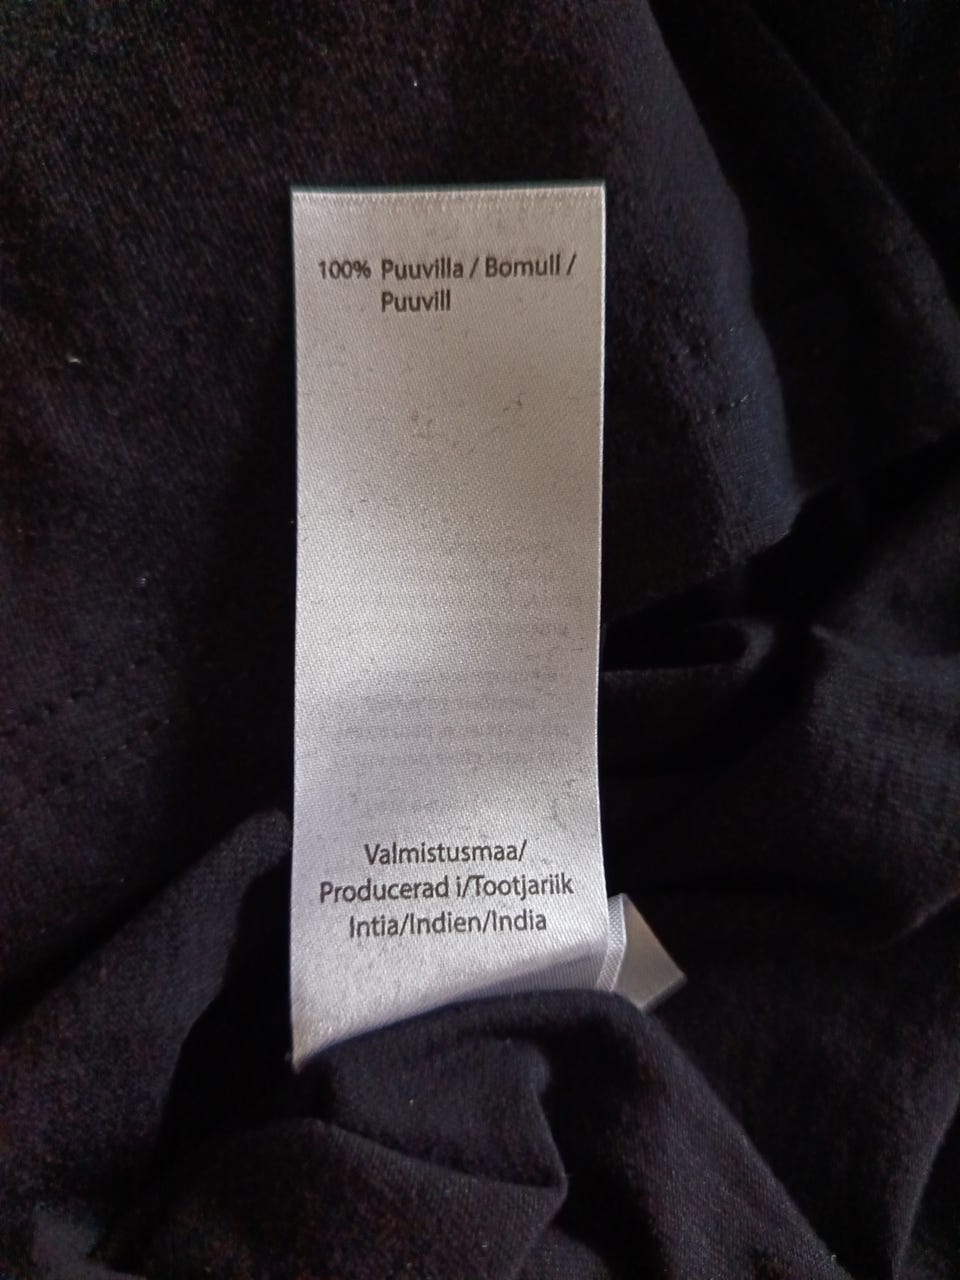 100% Puuvilla / Bomull /
Puuvill
Valmistusmaa/
Producerad i/Tootjariik
Intia/Indien/India